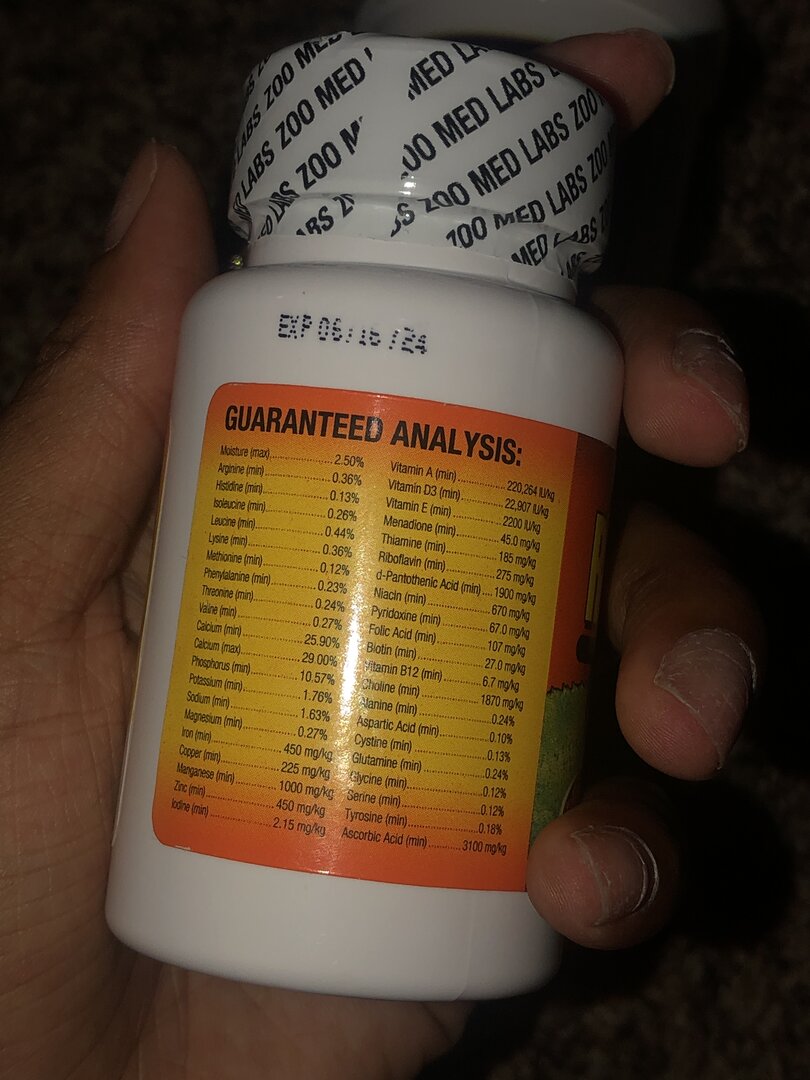 ZOO MED LABS ZOO MED LABS
EXP 06/16/24
GUARANTEED ANALYSIS:
Moisture (max) 2.50%
Arginine (min) 0.36%
Histidine (min) 0.13%
Isoleucine (min) 0.26%
Leucine (min) 0.44%
Lysine (min) 0.36%
Methionine (min) 0.12%
Phenylalanine (min) 0.23%
Threonine (min) 0.24%
Valine (min) 0.27%
Calcium (min) 25.90%
Calcium (max) 29.00%
Phosphorus (min) 10.57%
Potassium (min) 1.76%
Sodium (min) 1.63%
Magnesium (min) 0.27%
Iron (min) 450 mg/kg
Copper (min) 225 mg/kg
Manganese (min) 1000 mg/kg
Zinc (min) 450 mg/kg
Iodine (min) 2.15 mg/kg
Vitamin A (min) 220,264 IU/kg
Vitamin D3 (min) 22,907 IU/kg
Vitamin E (min) 2200 IU/kg
Menadione (min) 45.0 mg/kg
Thiamine (min) 185 mg/kg
Riboflavin (min) 275 mg/kg
d-Pantothenic Acid (min) 1900 mg/kg
Niacin (min) 670 mg/kg
Pyridoxine (min) 67.0 mg/kg
Folic Acid (min) 107 mg/kg
Biotin (min) 27.0 mg/kg
Vitamin B12 (min) 6.7 mg/kg
Choline (min) 1870 mg/kg
Alanine (min) 0.24%
Aspartic Acid (min) 0.10%
Cystine (min) 0.13%
Glutamine (min) 0.24%
Glycine (min) 0.12%
Serine (min) 0.12%
Tyrosine (min) 0.18%
Ascorbic Acid (min) 3100 mg/kg